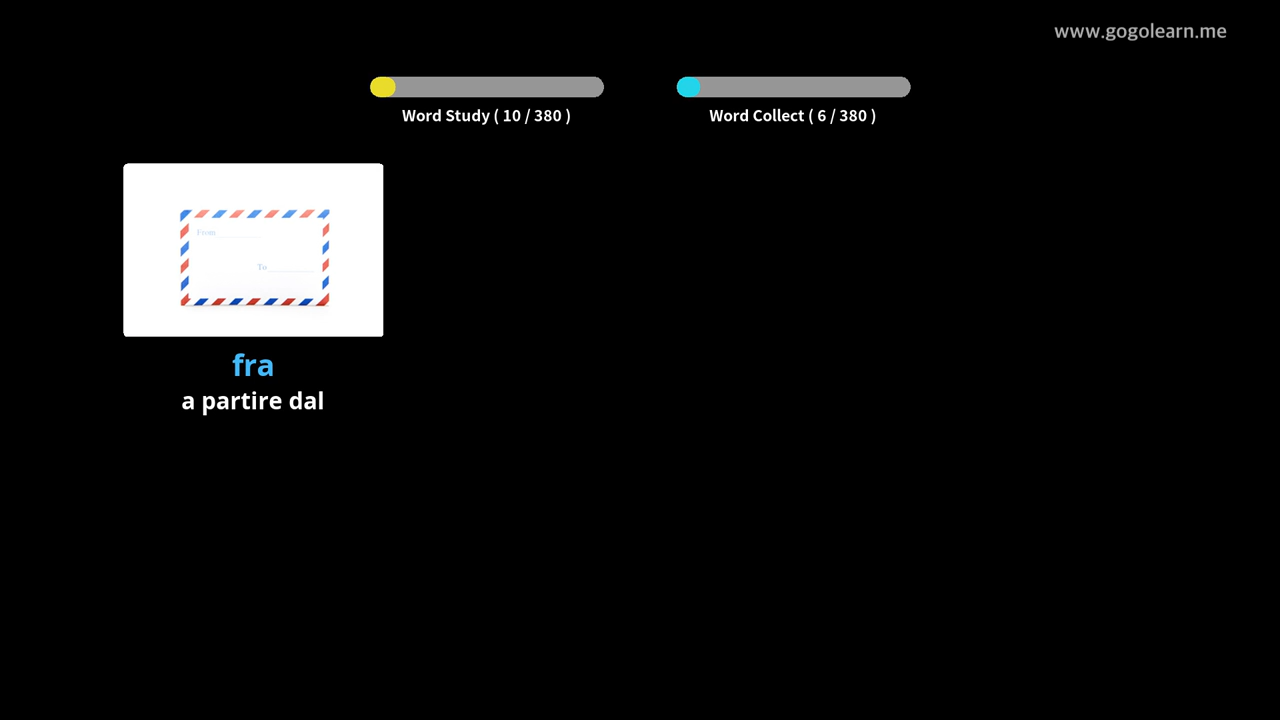 www.gogolearn.me
Word Study ( 10 / 380 )
Word Collect ( 6 / 380 )
From
To
fra
a partire dal